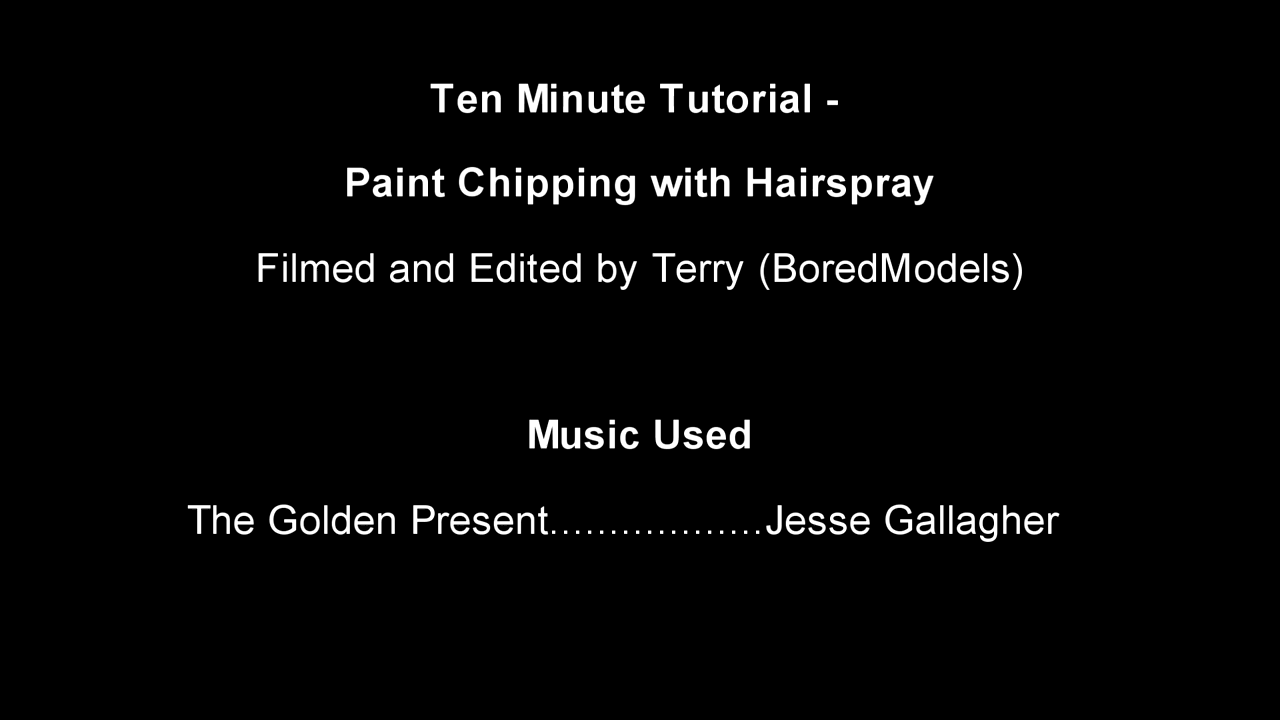 Ten Minute Tutorial -
Paint Chipping with Hairspray
Filmed and Edited by Terry (BoredModels)
Music Used
The Golden Present..................Jesse Gallagher